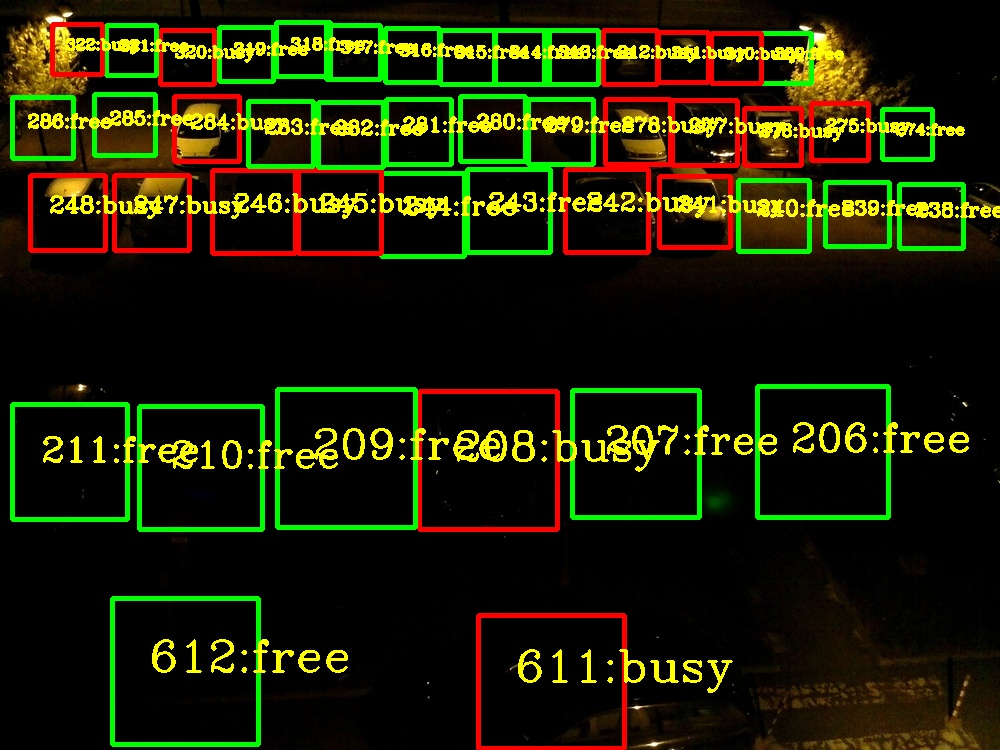 322:busy 321:free 320:busy 319:free 318:free 317:free 316:free 315:free 314:free 313:free 312:busy 311:busy 310:busy 309:free
286:free 285:free 284:busy 283:free 282:free 281:free 280:free 279:free 278:busy 277:busy 276:busy 275:busy 274:free
248:busy 247:busy 246:busy 245:busy 244:free 243:free 242:busy 241:busy 240:free 239:free 238:free
211:free 210:free 209:free 208:busy 207:free 206:free
612:free 611:busy